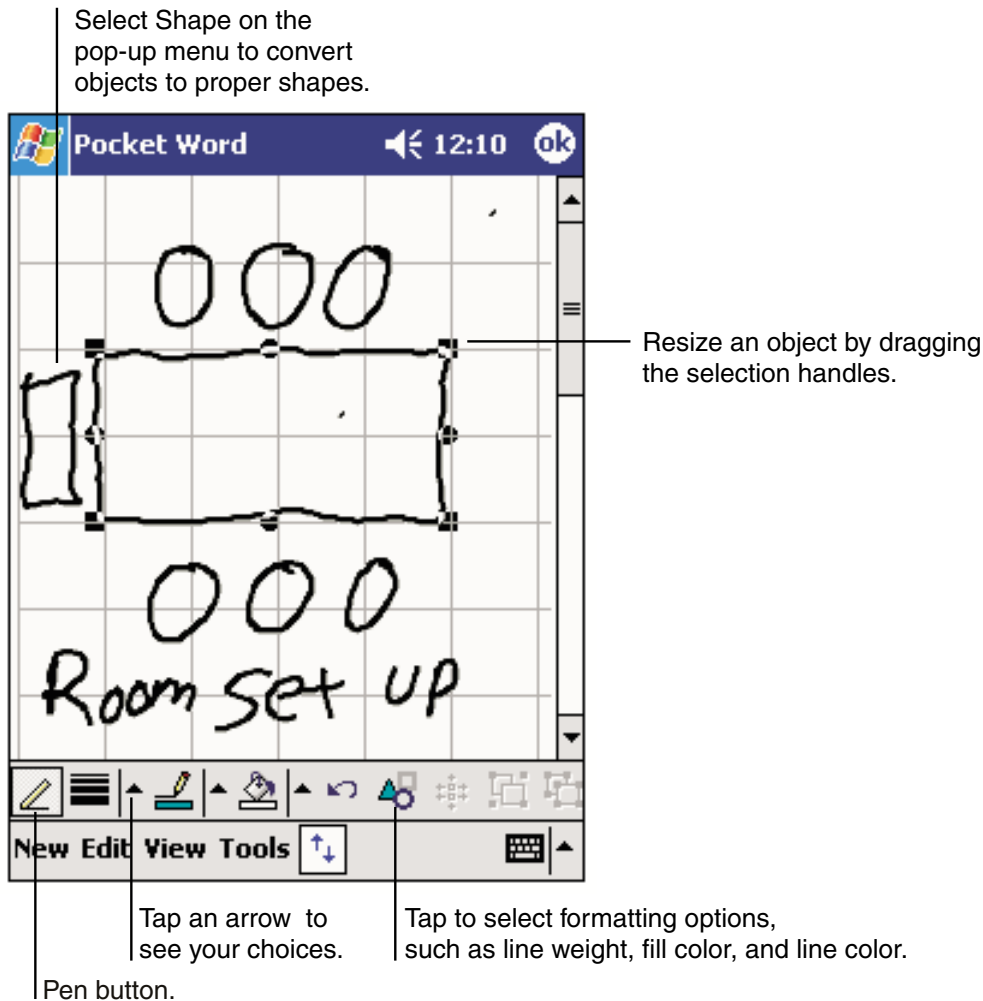 Select Shape on the
pop-up menu to convert
objects to proper shapes.
Pocket Word 12:10 ok
Resize an object by dragging
the selection handles.
Room set up
New Edit View Tools
Tap an arrow to
see your choices.
Tap to select formatting options,
such as line weight, fill color, and line color.
Pen button.